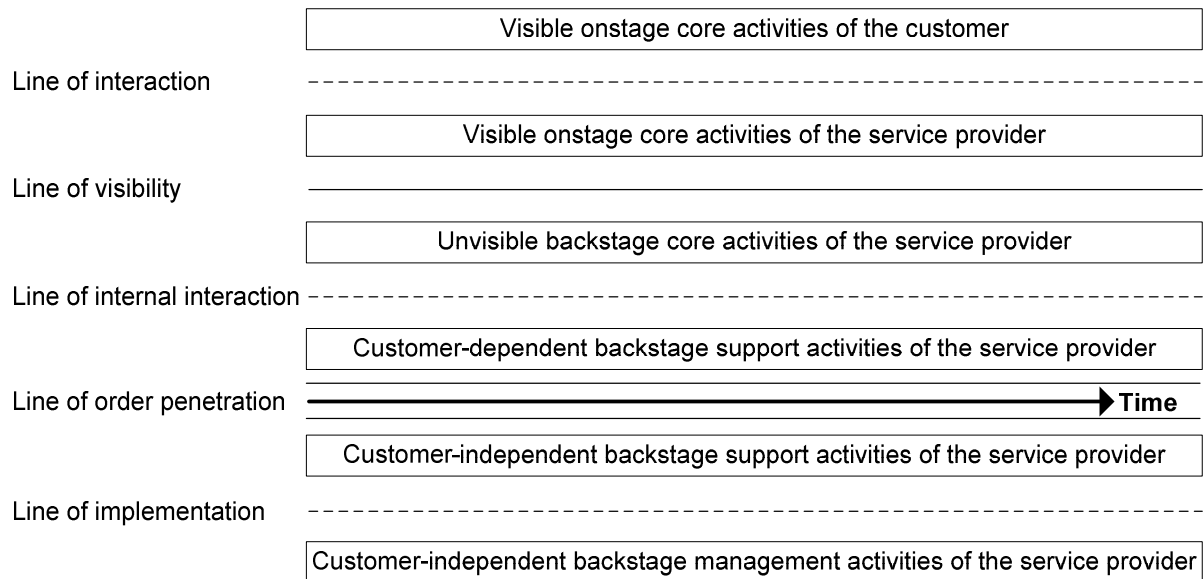 Visible onstage core activities of the customer
Line of interaction
Visible onstage core activities of the service provider
Line of visibility
Unvisible backstage core activities of the service provider
Line of internal interaction
Customer-dependent backstage support activities of the service provider
Line of order penetration
Time
Customer-independent backstage support activities of the service provider
Line of implementation
Customer-independent backstage management activities of the service provider